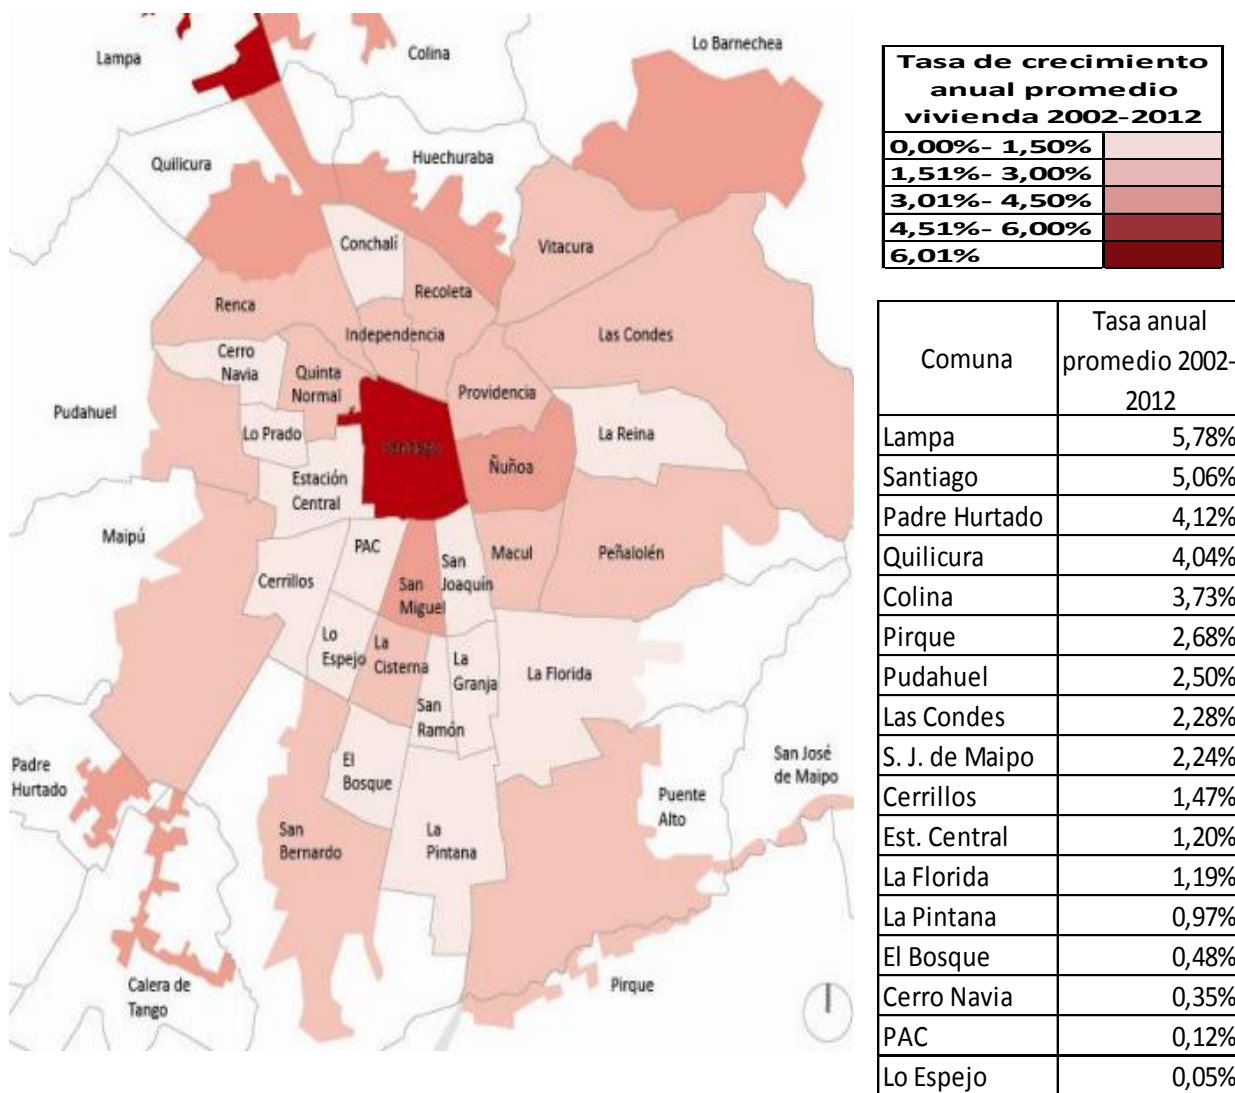 Lampa
Colina
Lo Barnechea
Quilicura
Huechuraba
Conchalí
Vitacura
Recoleta
Renca
Independencia
Las Condes
Cerro
Navia
Quinta
Normal
Providencia
Pudahuel
Lo Prado
La Reina
Santiago
Ñuñoa
Estación
Central
Maipú
PAC
San
Joaquín
Macul
Peñalolén
Cerrillos
San
Miguel
Lo
Espejo
La
Cisterna
La
Granja
La Florida
San
Ramón
El
Bosque
Padre
Hurtado
San José
de Maipo
Puente
Alto
San
Bernardo
La
Pintana
Calera de
Tango
Pirque
Tasa de crecimiento
anual promedio
vivienda 2002-2012
0,00%- 1,50%
1,51%- 3,00%
3,01%- 4,50%
4,51%- 6,00%
6,01%
Comuna
Tasa anual
promedio 2002-
2012
Lampa 5,78%
Santiago 5,06%
Padre Hurtado 4,12%
Quilicura 4,04%
Colina 3,73%
Pirque 2,68%
Pudahuel 2,50%
Las Condes 2,28%
S. J. de Maipo 2,24%
Cerrillos 1,47%
Est. Central 1,20%
La Florida 1,19%
La Pintana 0,97%
El Bosque 0,48%
Cerro Navia 0,35%
PAC 0,12%
Lo Espejo 0,05%